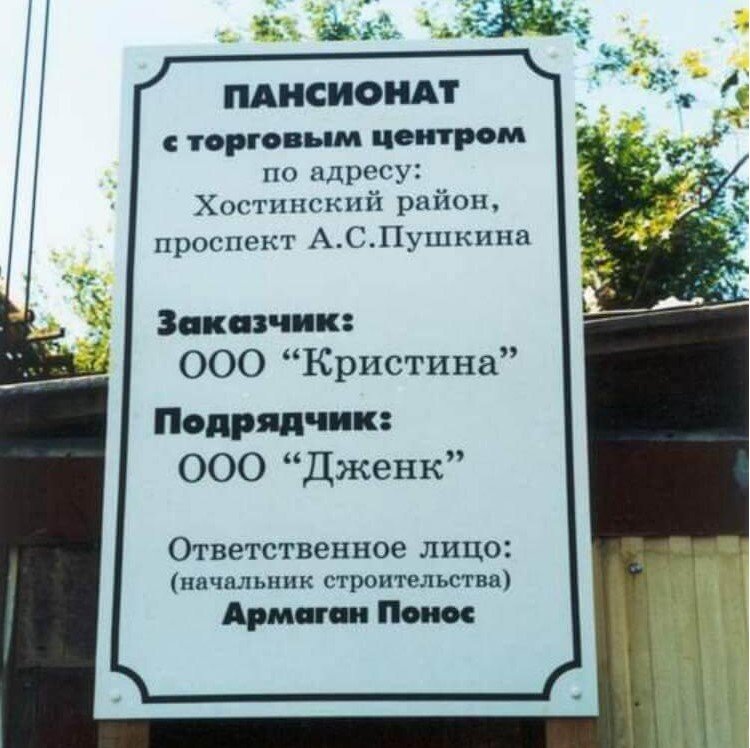 ПАНСИОНАТ
с торговым центром
по адресу:
Хостинский район,
проспект А.С.Пушкина
Заказчик:
ООО “Кристина”
Подрядчик:
ООО “Дженк”
Ответственное лицо:
(начальник строительства)
Армаган Понос